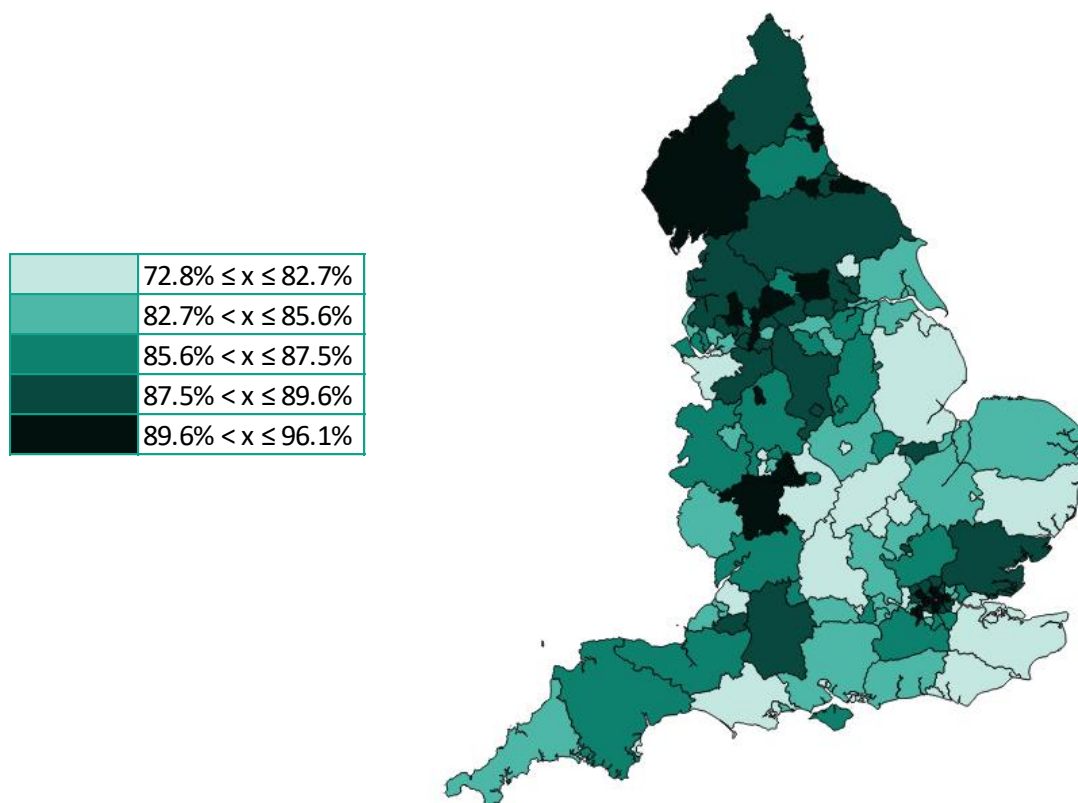 72.8% ≤ x ≤ 82.7%
82.7% < x ≤ 85.6%
85.6% < x ≤ 87.5%
87.5% < x ≤ 89.6%
89.6% < x ≤ 96.1%